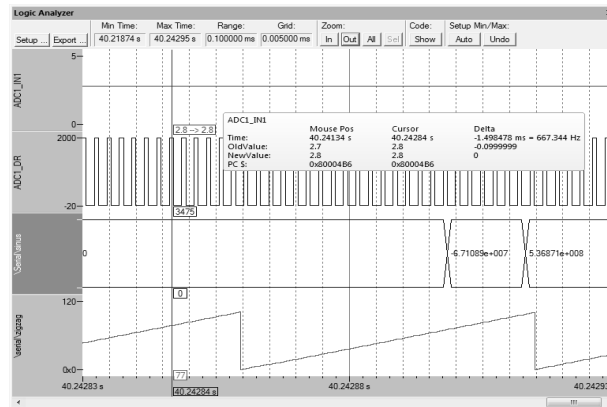 Logic Analyzer
Min Time: Max Time: Range: Grid: Zoom: Code: Setup Min/Max:
Setup ... Export ... 40.21874 s 40.24295 s 0.100000 ms 0.005000 ms In Out All Sel Show Auto Undo
5
ADC1_IN1
0
2.8 --> 2.8
ADC1_IN1
Mouse Pos Cursor Delta
Time: 40.24134 s 40.24284 s -1.498478 ms = 667.344 Hz
OldValue: 2.7 2.8 -0.0999999
NewValue: 2.8 2.8 0
PC $: 0x80004B6 0x80004B6
2000
ADC1_DR
-20
3475
0
-6.71089e+007
5.36871e+008
0
120
0x0
77
40.24283 s 40.24284 s 40.24288 s 40.24293